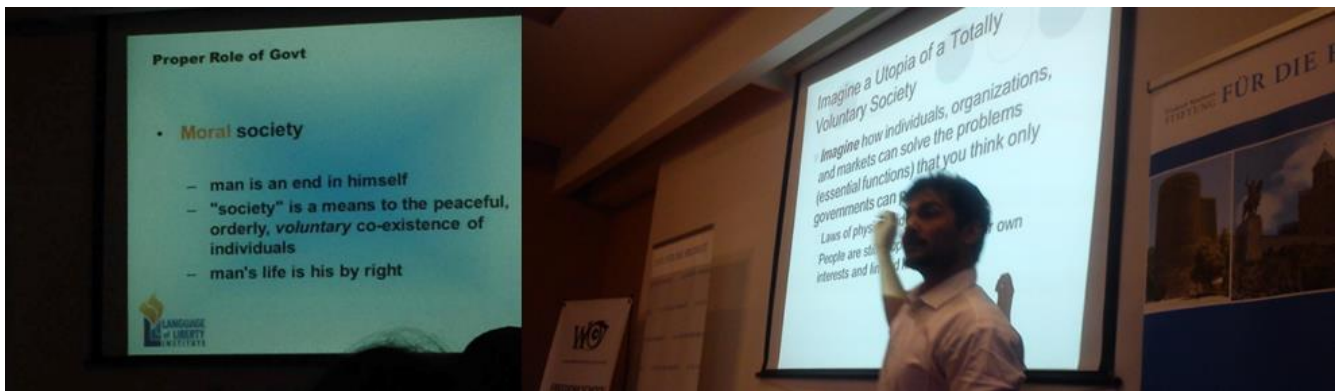 Proper Role of Govt
• Moral society
– man is an end in himself
– "society" is a means to the peaceful,
orderly, voluntary co-existence of
individuals
– man's life is his by right
LANGUAGE
of LIBERTY
INSTITUTE
Imagine a Utopia of a Totally
Voluntary Society
Imagine how individuals, organizations,
and markets can solve the problems
(essential functions) that you think only
governments can
Laws of
People are own
interests and
STIFTUNG FÜR DIE